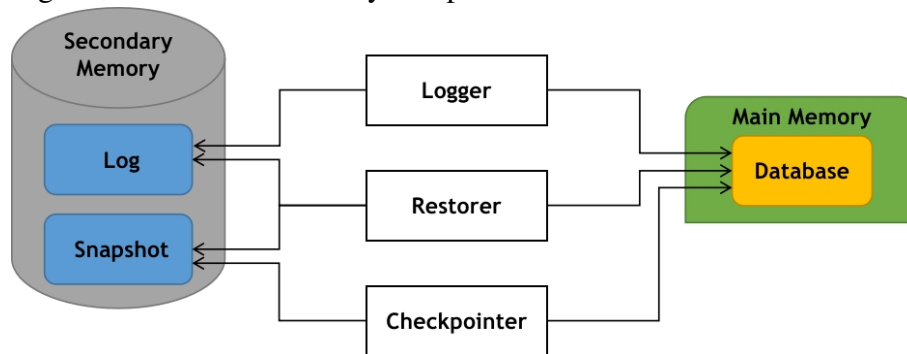 Secondary
Memory
Logger
Main Memory
Log
Database
Restorer
Snapshot
Checkpointer